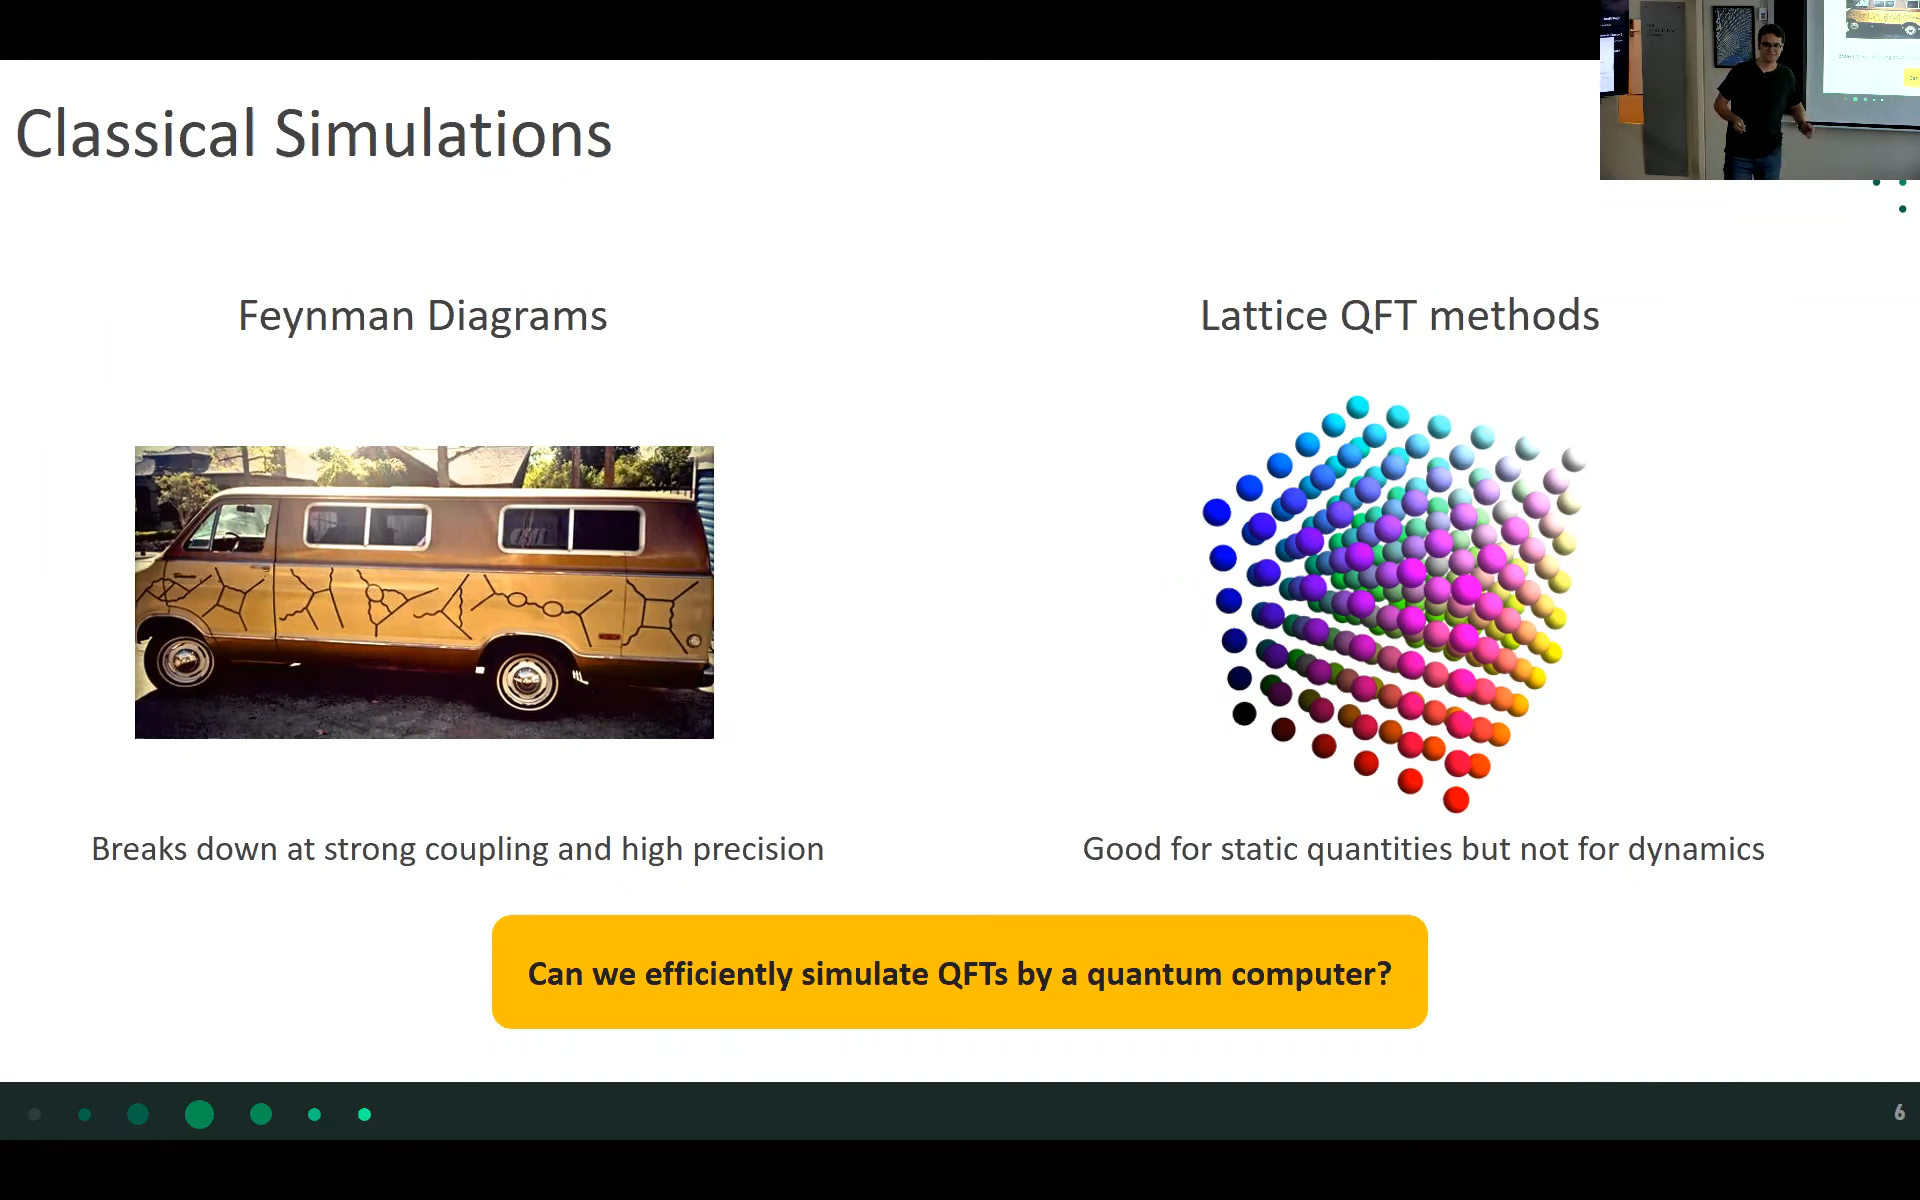 Classical Simulations
Feynman Diagrams
Lattice QFT methods
Breaks down at strong coupling and high precision
Good for static quantities but not for dynamics
Can we efficiently simulate QFTs by a quantum computer?
6